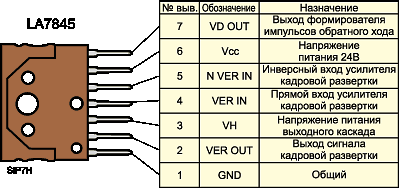 LA7845
SIP7H
№ выв. Обозначение Назначение
7 VD OUT Выход формирователя
импульсов обратного хода
6 Vcc Напряжение
питания 24В
5 N VER IN Инверсный вход усилителя
кадровой развертки
4 VER IN Прямой вход усилителя
кадровой развертки
3 VH Напряжение питания
выходного каскада
2 VER OUT Выход сигнала
кадровой развертки
1 GND Общий